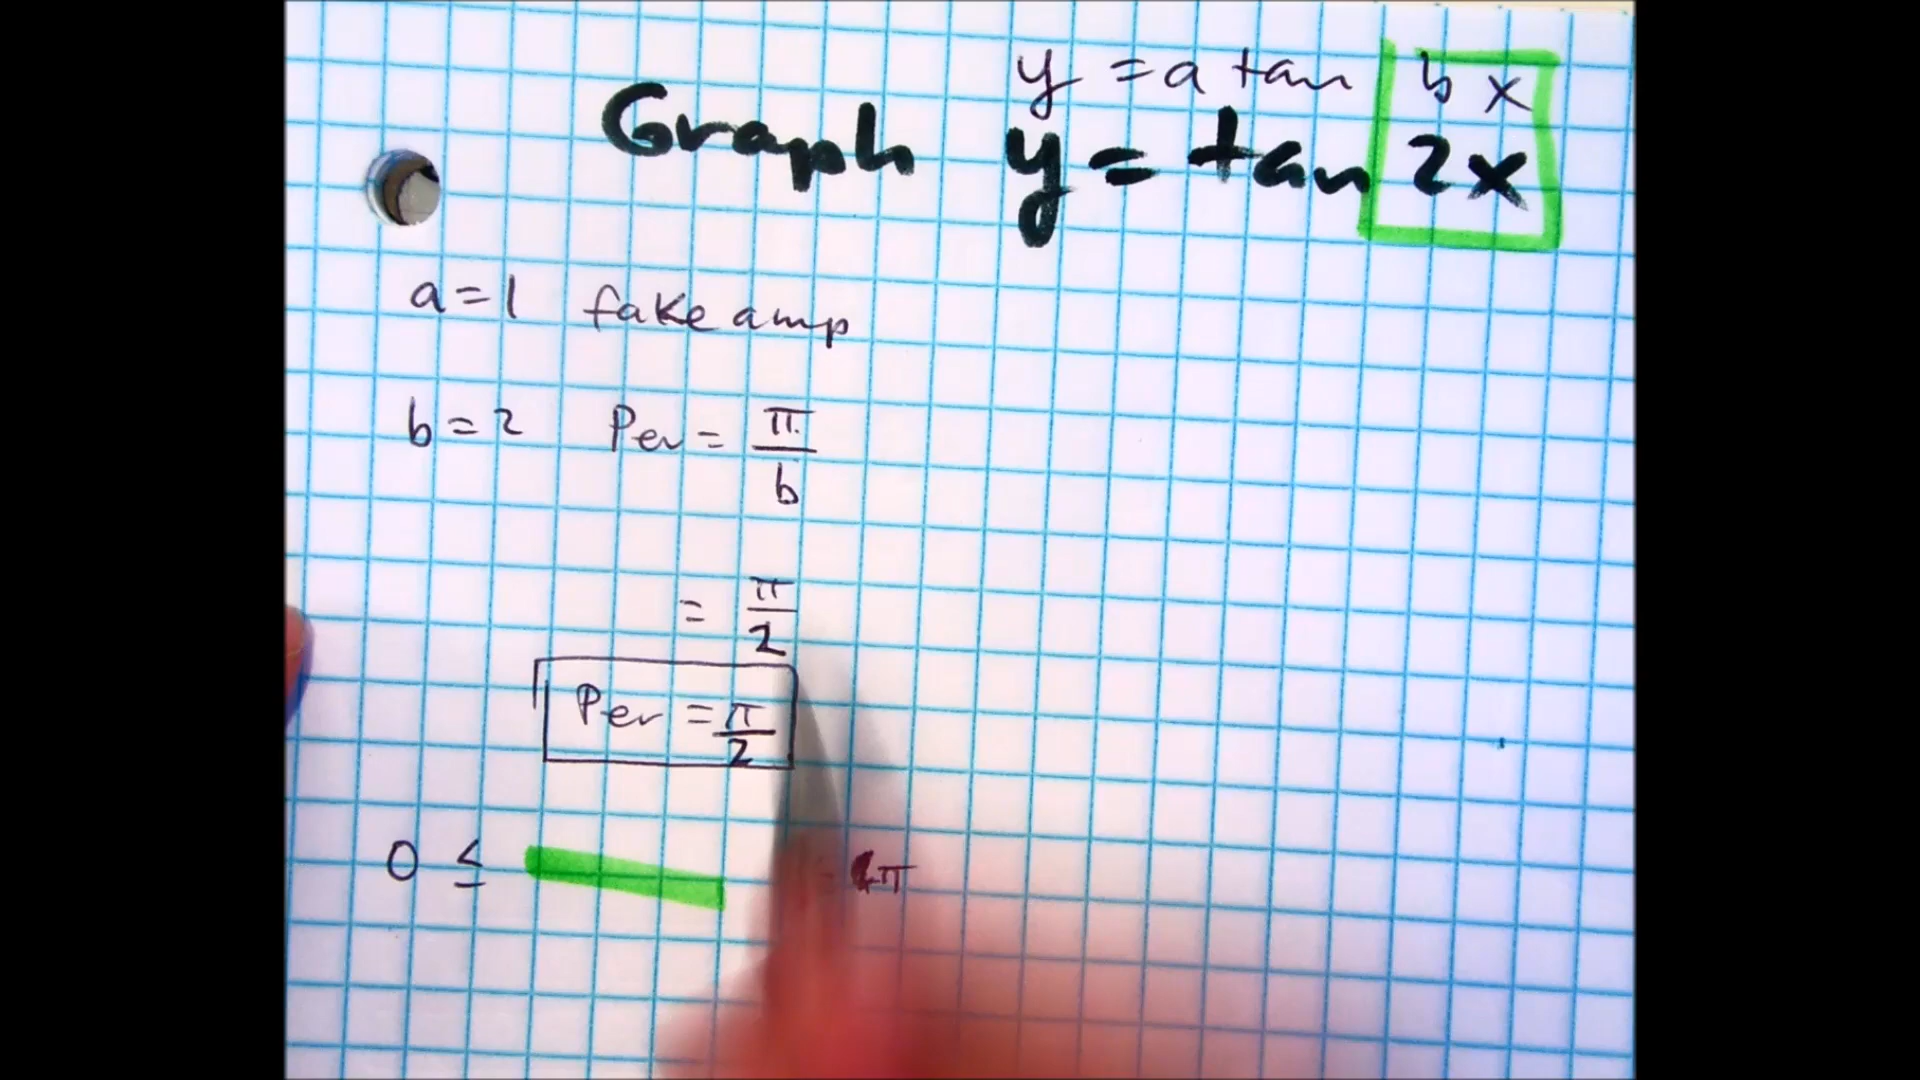 y = a tan b x
Graph y = tan 2x
a = 1 fake amp
b = 2 Per = π/b
= π/2
Per = π/2
0 ≤
π